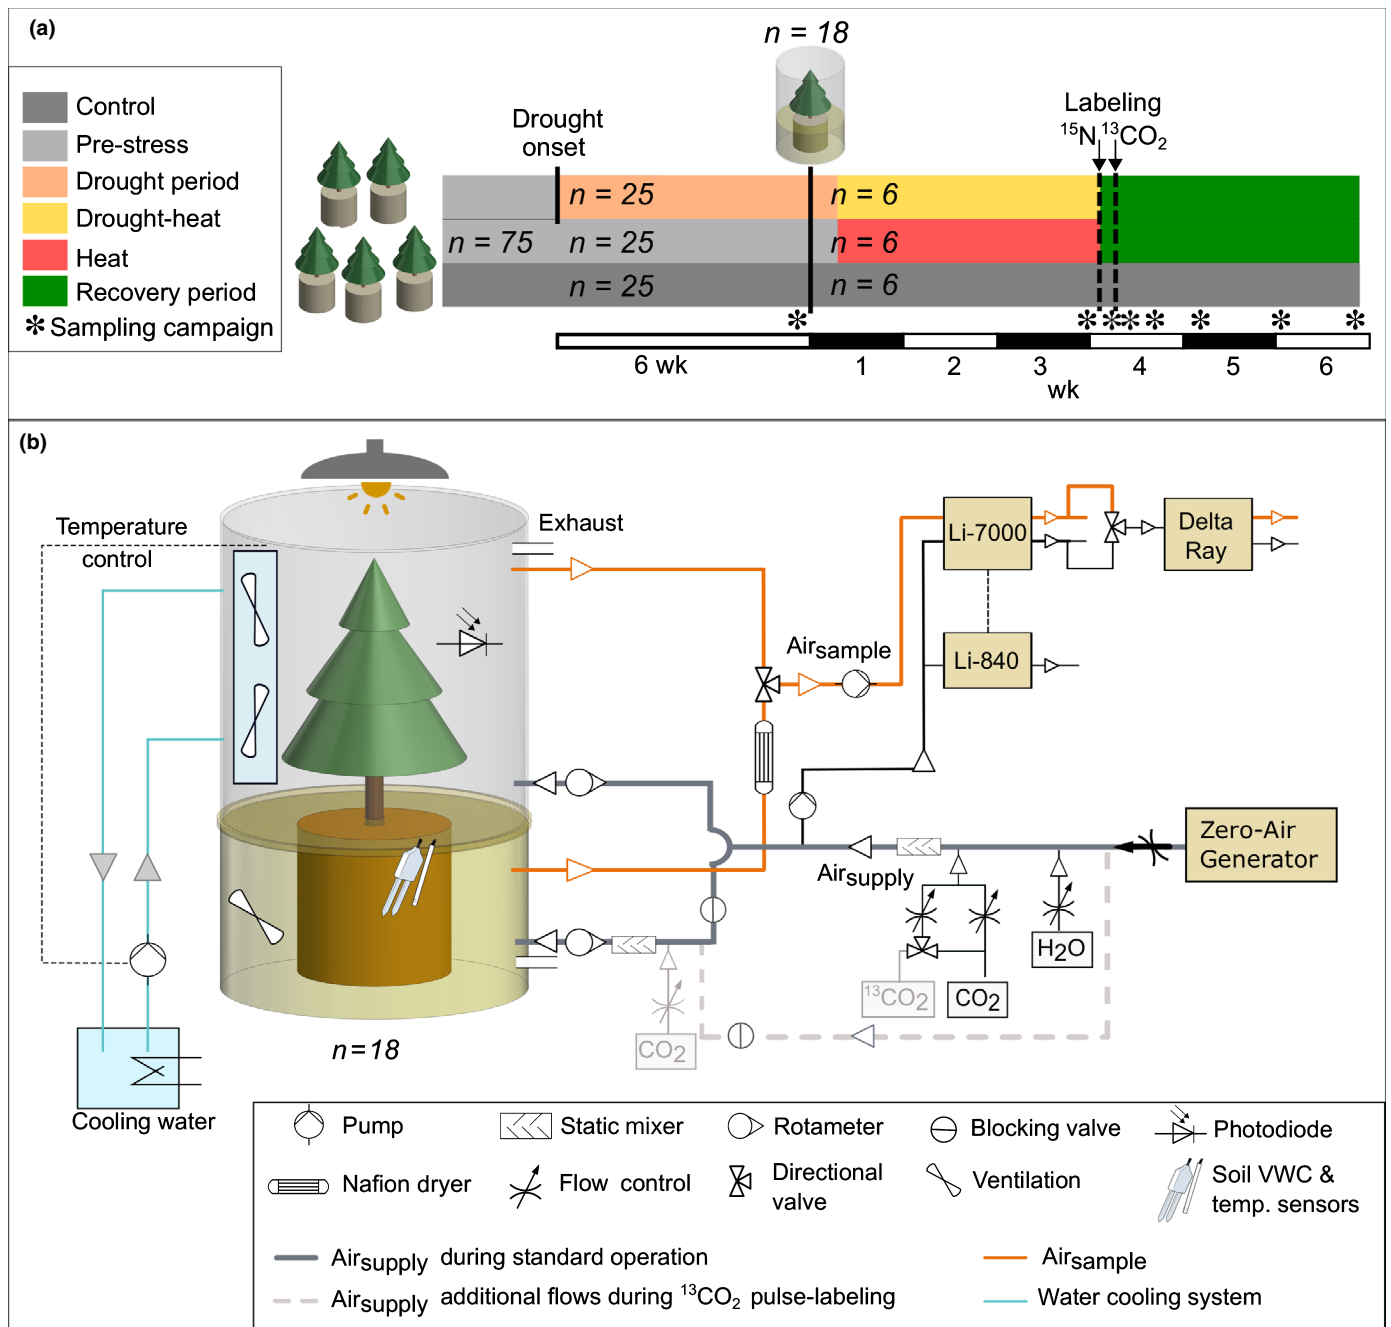 (a)
n = 18
Control
Pre-stress
Drought period
Drought-heat
Heat
Recovery period
* Sampling campaign
Drought
onset
Labeling
¹⁵N ¹³CO₂
n = 25
n = 6
n = 75
n = 25
n = 6
n = 25
n = 6
* * * * * * * *
6 wk
1
2
3
4
5
6
wk
(b)
Temperature
control
Exhaust
Li-7000
Delta
Ray
Li-840
Airsample
Airsupply
Zero-Air
Generator
H₂O
¹³CO₂
CO₂
CO₂
n=18
Cooling water
Pump
Static mixer
Rotameter
Blocking valve
Photodiode
Nafion dryer
Flow control
Directional
valve
Ventilation
Soil VWC &
temp. sensors
Airsupply during standard operation
Airsample
Airsupply additional flows during ¹³CO₂ pulse-labeling
Water cooling system